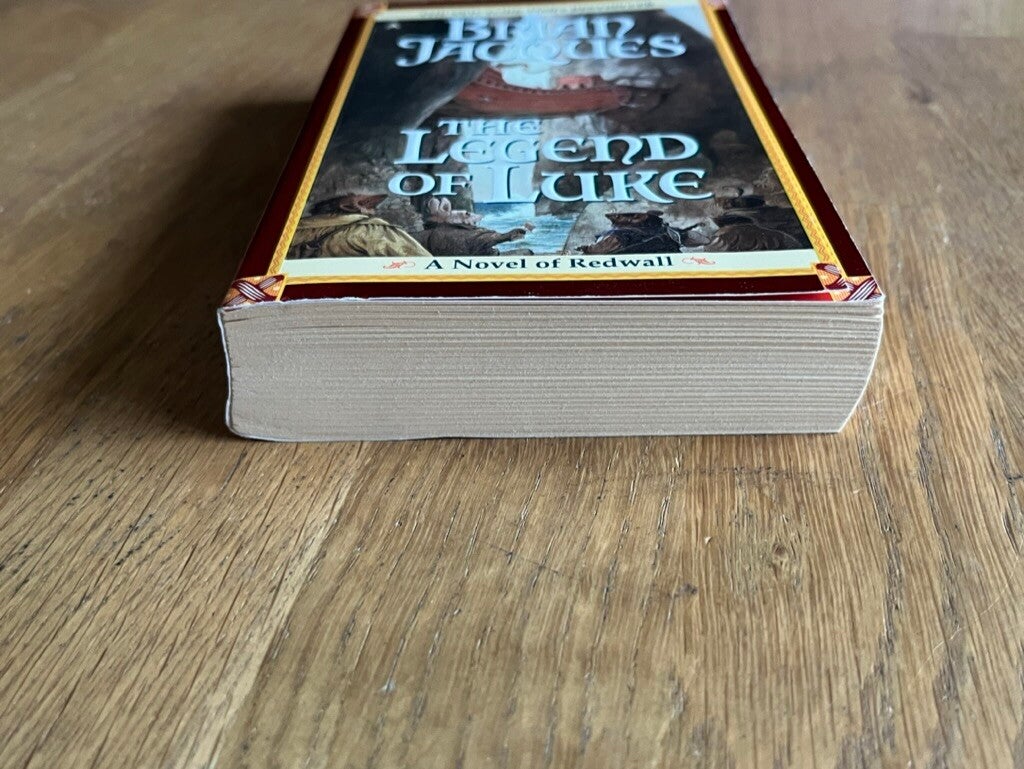 BRIAN
JACQUES
THE
LEGEND
OF LUKE
A Novel of Redwall